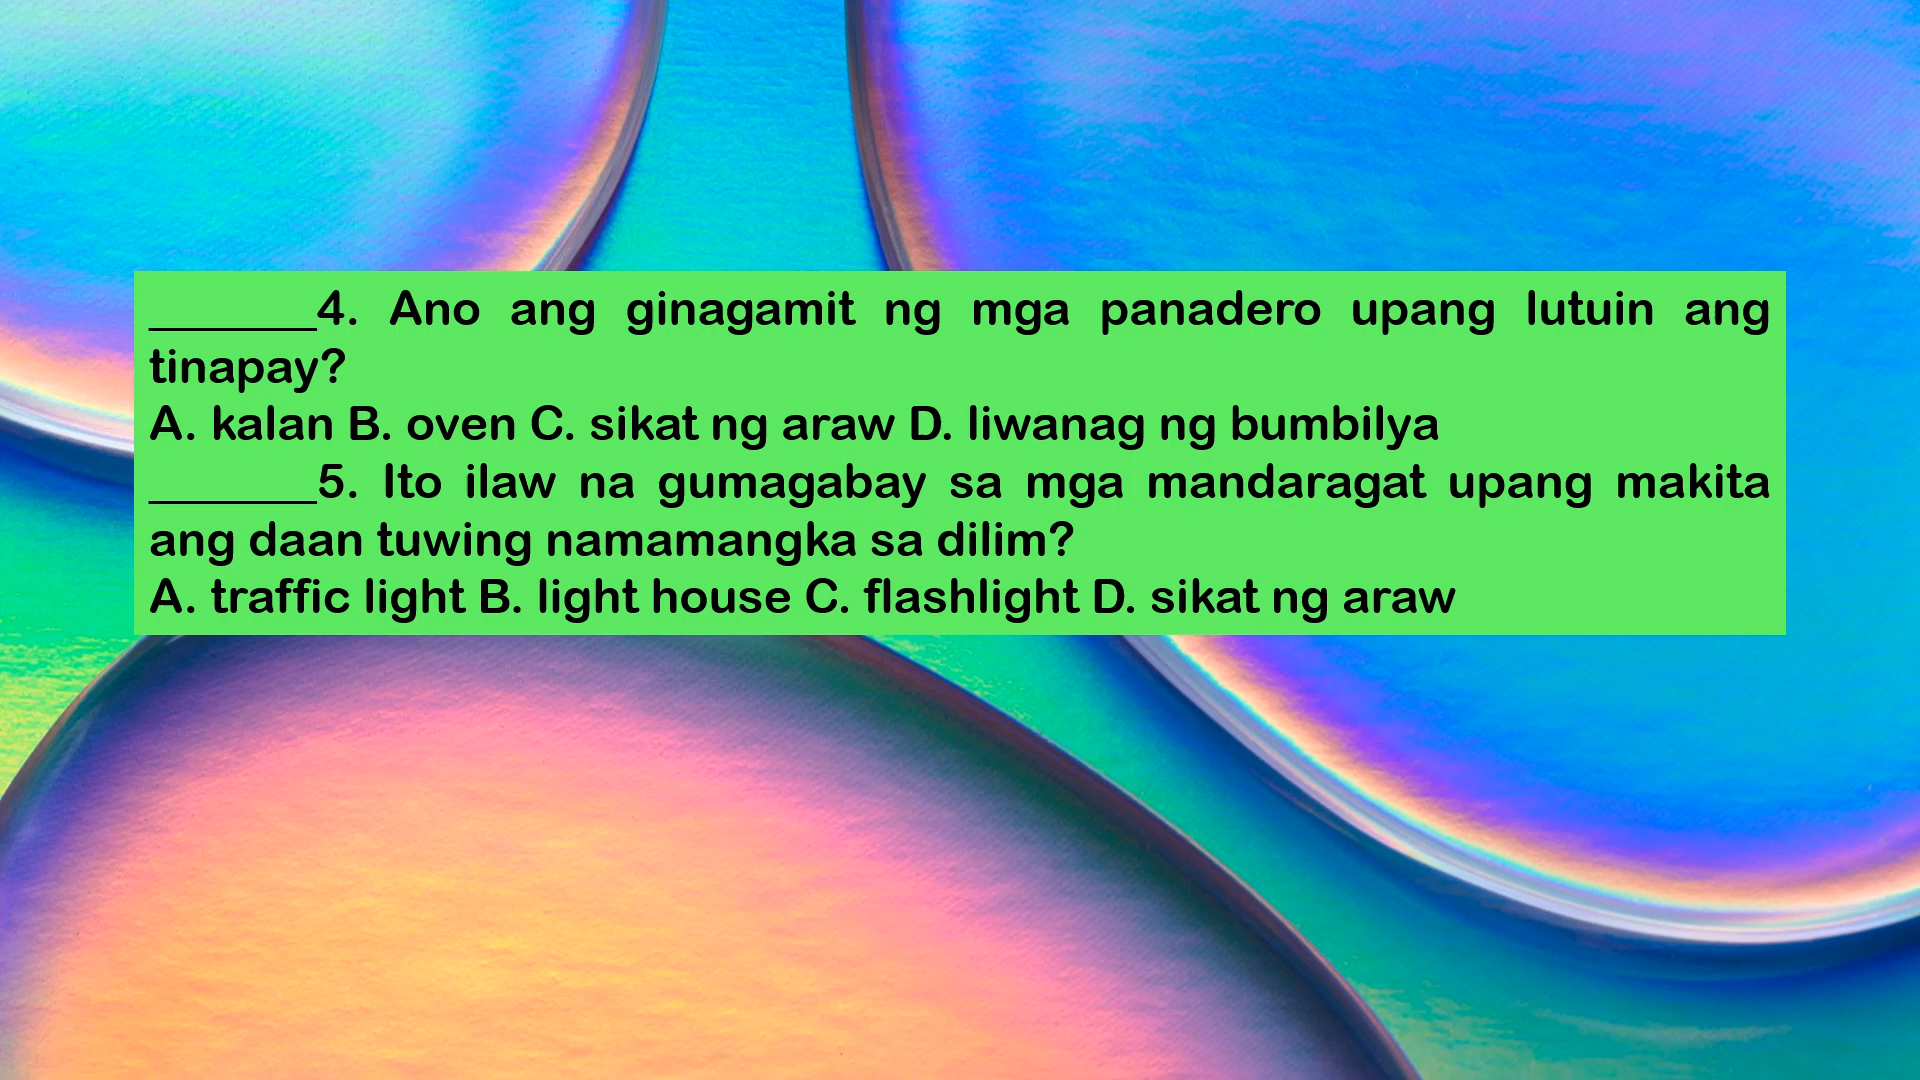 _______4. Ano ang ginagamit ng mga panadero upang lutuin ang
tinapay?
A. kalan B. oven C. sikat ng araw D. liwanag ng bumbilya
_______5. Ito ilaw na gumagabay sa mga mandaragat upang makita
ang daan tuwing namamangka sa dilim?
A. traffic light B. light house C. flashlight D. sikat ng araw